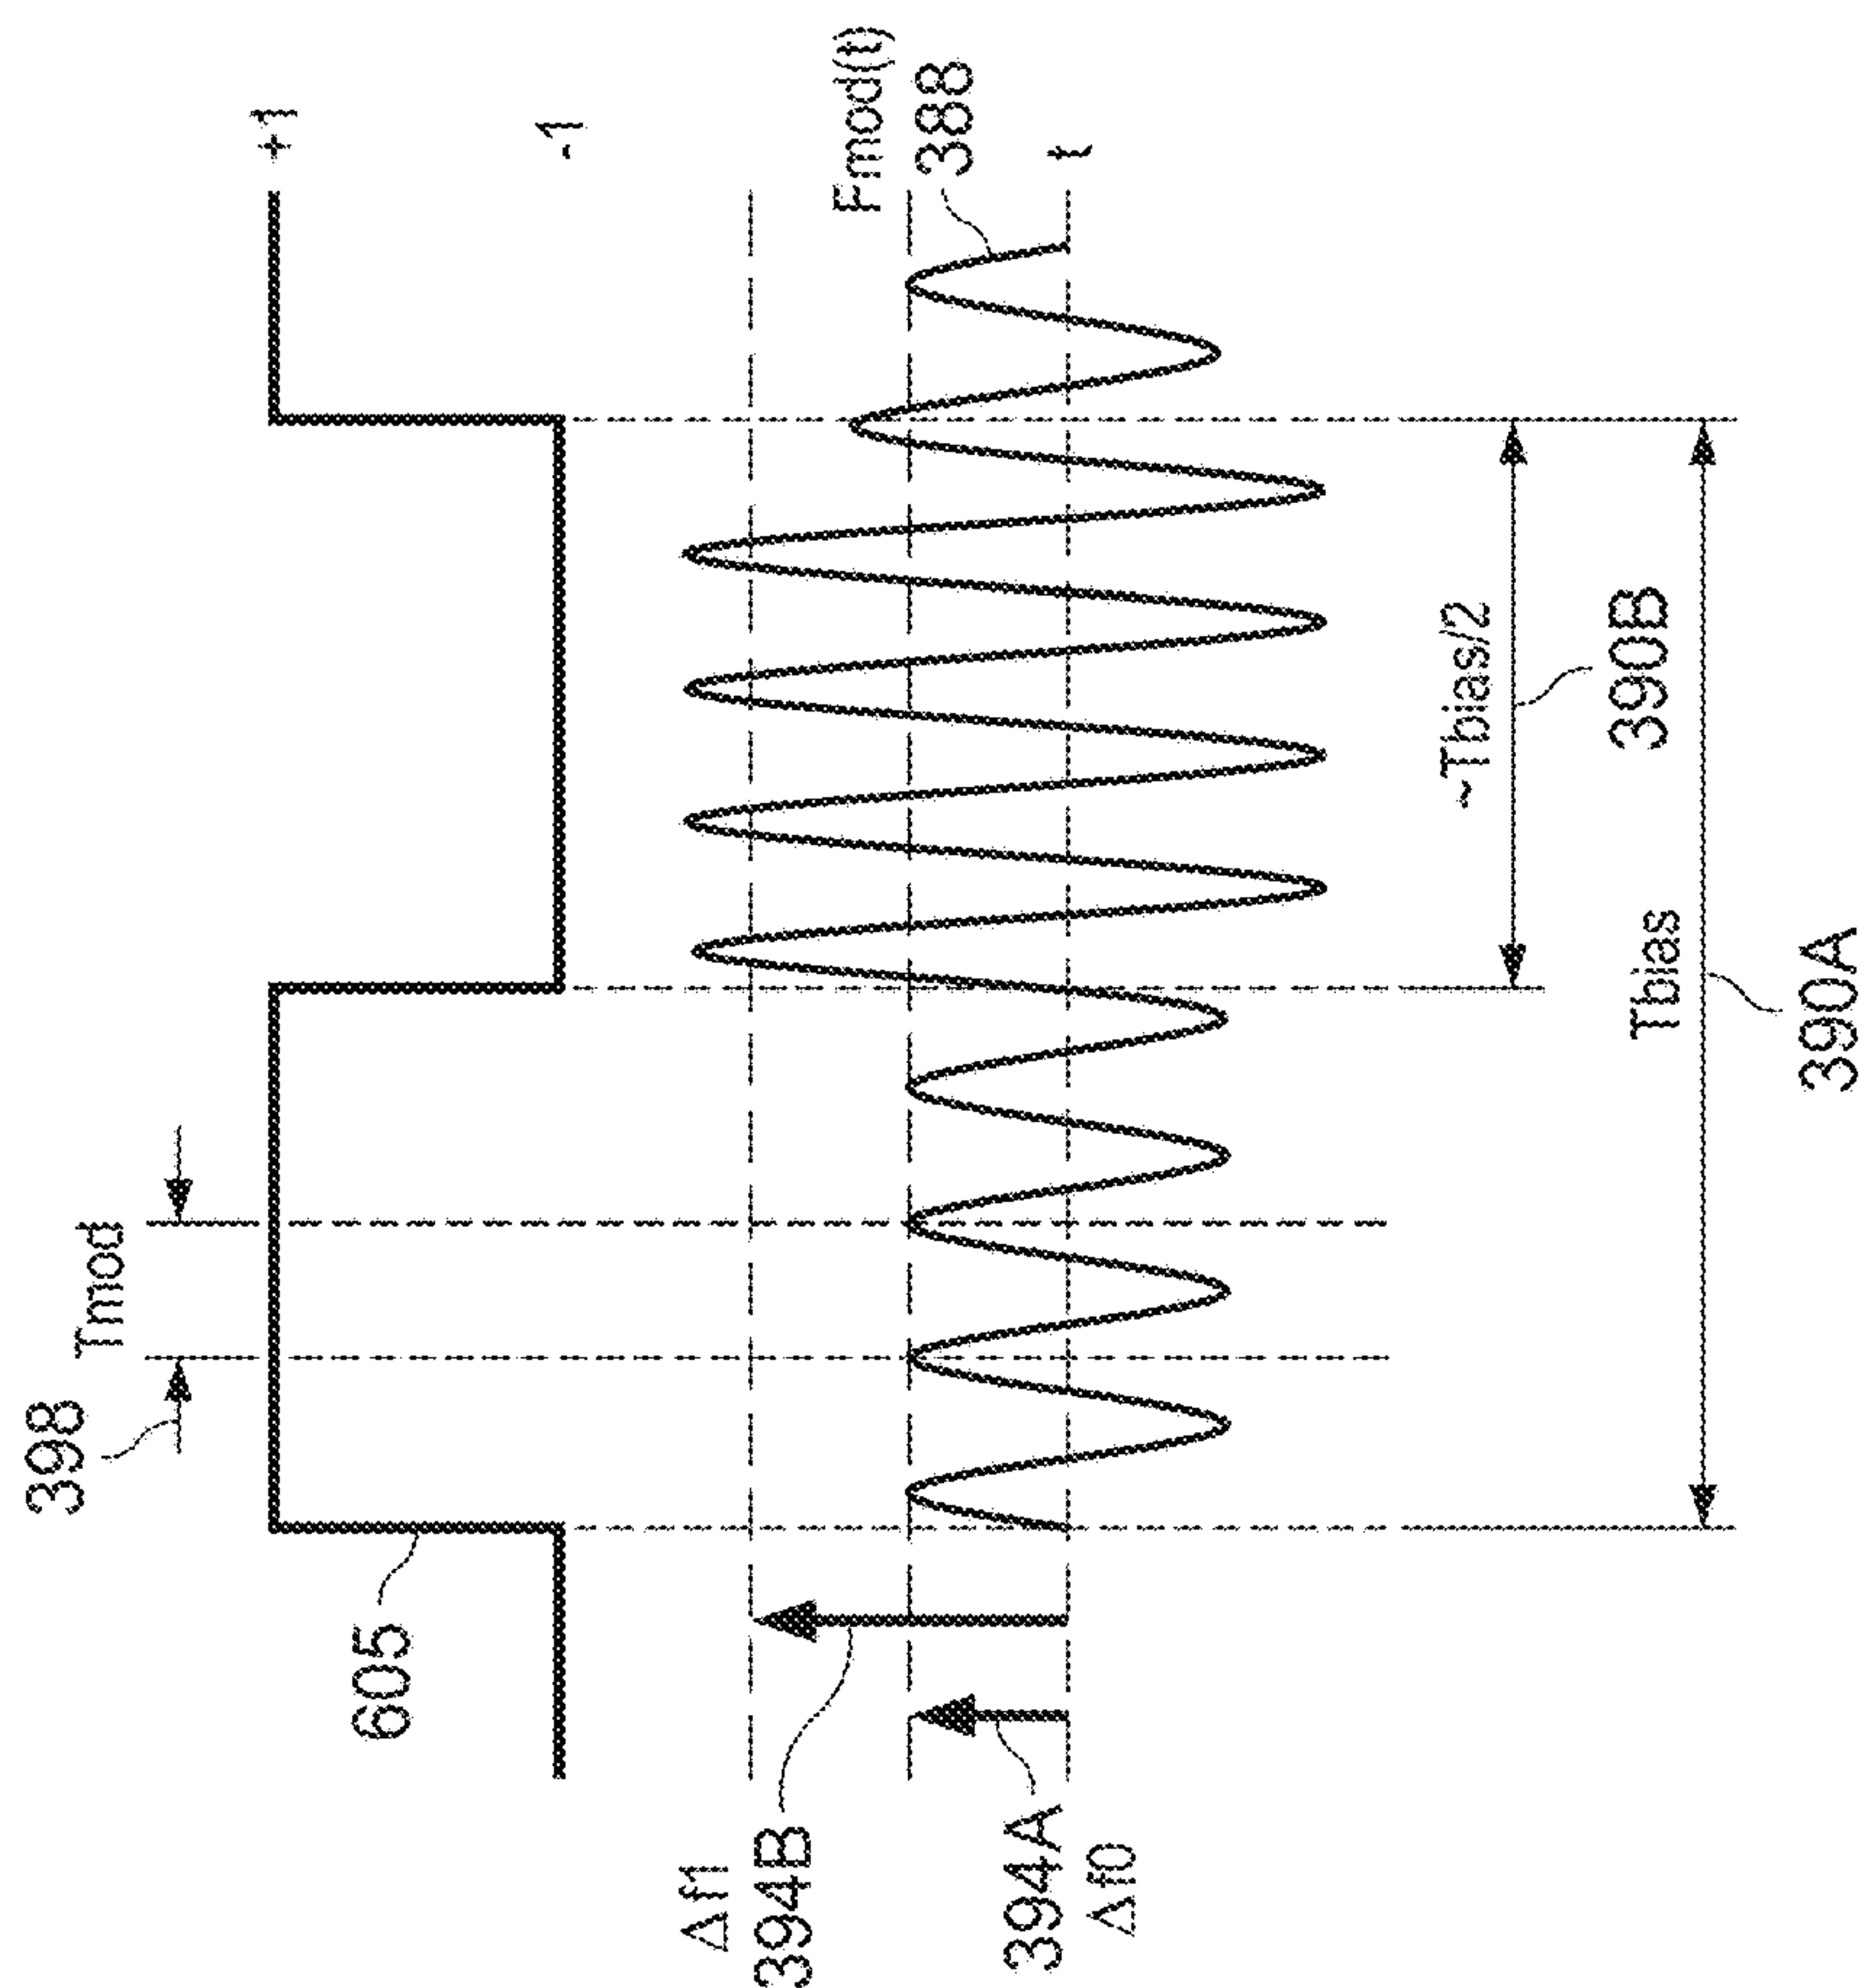 398
Tmod
605
+1
-1
Δf1
394B
394A
Δf0
Fmod(t)
388
t
~Tbias/2
390B
Tbias
390A